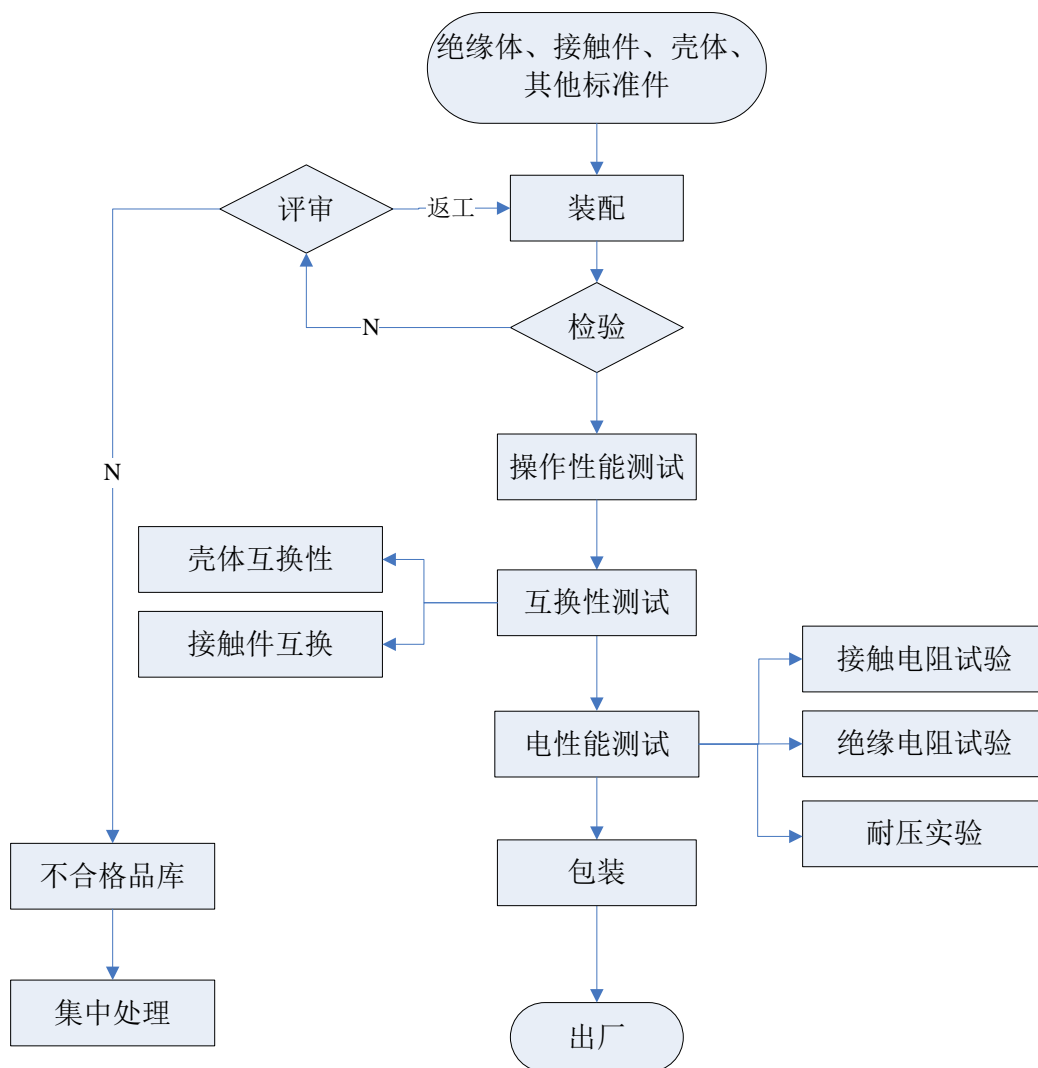 绝缘体、接触件、壳体、
其他标准件
评审
返工
装配
N
检验
N
操作性能测试
壳体互换性
互换性测试
接触件互换
接触电阻试验
电性能测试
绝缘电阻试验
耐压实验
不合格品库
包装
集中处理
出厂